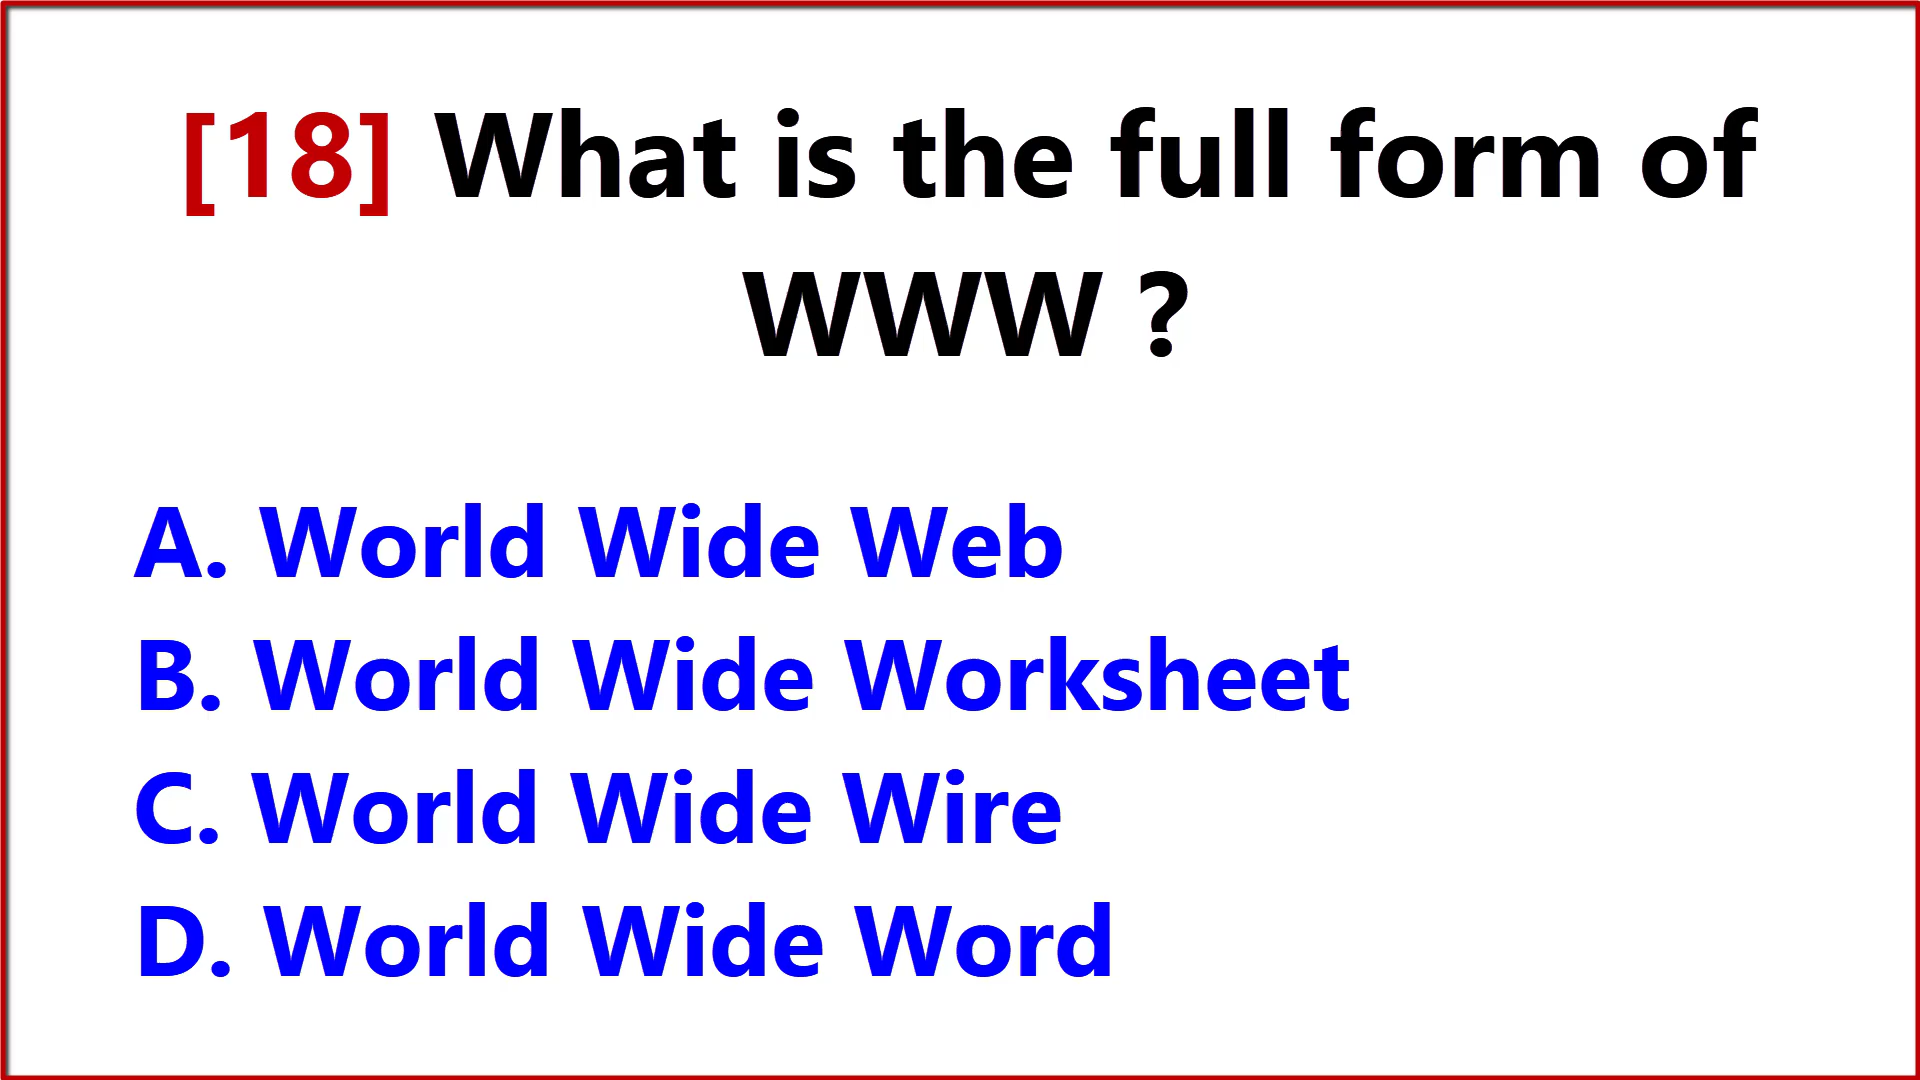 [18] What is the full form of
WWW ?
A. World Wide Web
B. World Wide Worksheet
C. World Wide Wire
D. World Wide Word